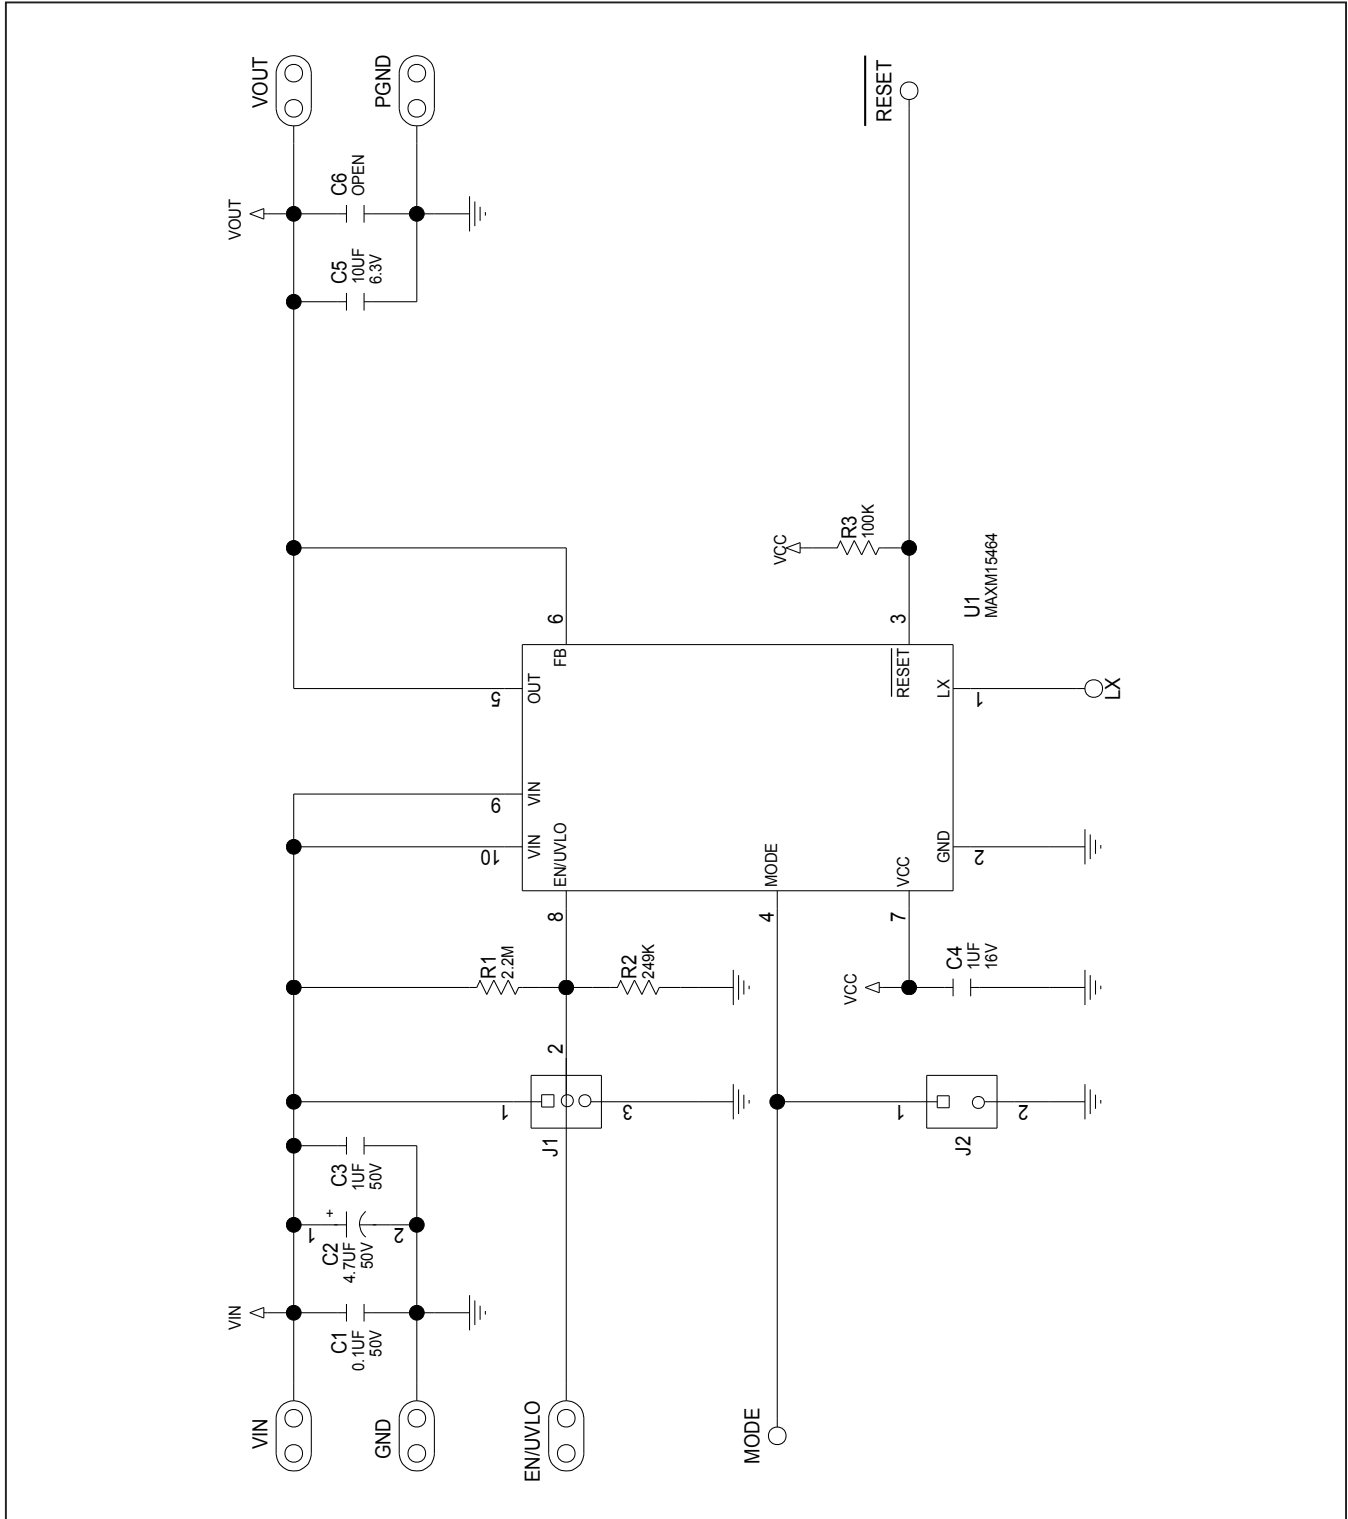 VIN
VIN
C1
0.1UF
50V
1
+
C2
4.7UF
50V
2
C3
1UF
50V
GND
EN/UVLO
J1
1
2
3
R1
2.2M
R2
249K
MODE
J2
1
2
VCC
C4
1UF
16V
8
4
7
10
9
5
VIN
VIN
OUT
EN/UVLO
FB
6
MODE
VCC
GND
2
LX
1
LX
RESET
3
U1
MAXM15464
VCC
R3
100K
RESET
VOUT
C5
10UF
6.3V
C6
OPEN
VOUT
PGND